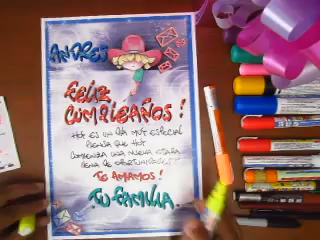 ANDRES
FELIZ
CUMPLEAÑOS!
HOY ES UN DIA MUY ESPECIAL
PIENSA QUE HOY
COMIENZA UNA NUEVA ETAPA
LLENA DE OPORTUNIDADES!!
TE AMAMOS!
TU FAMILIA